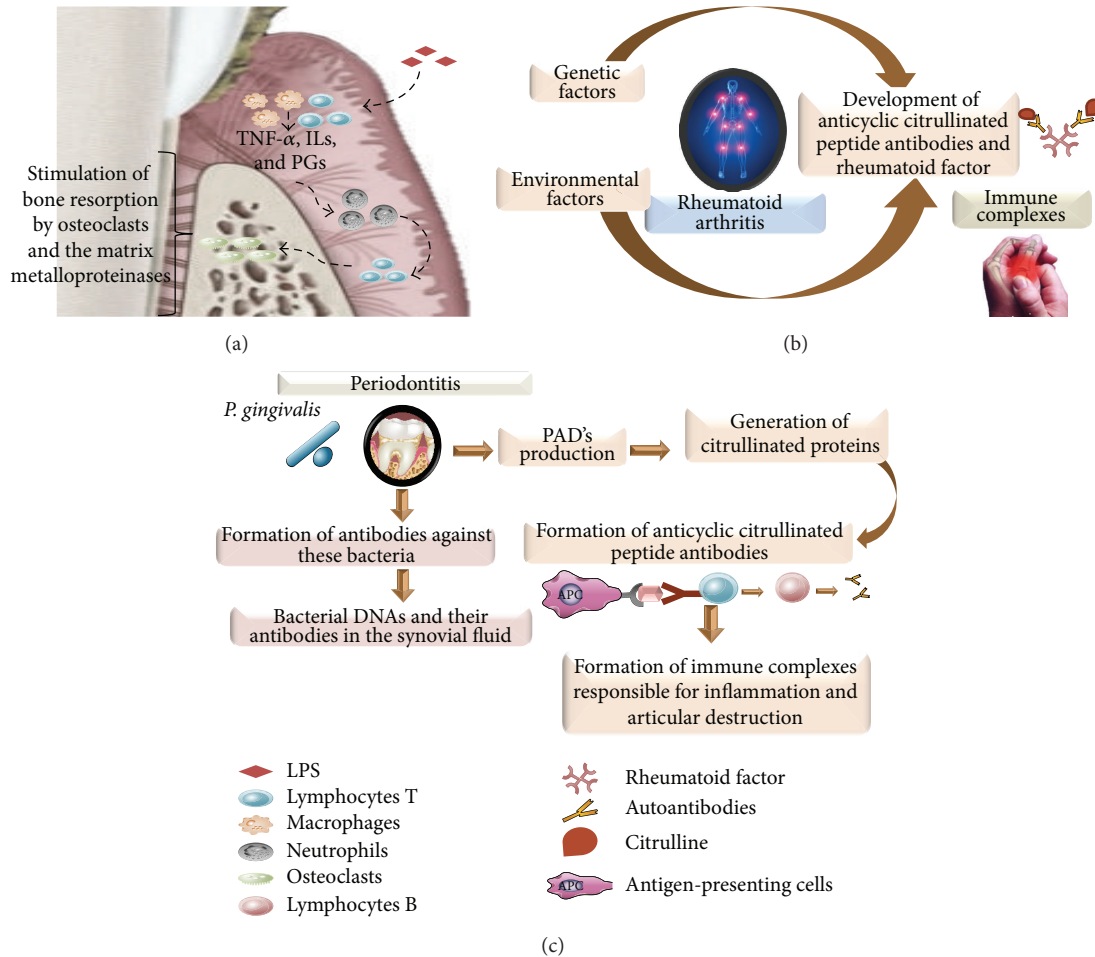 TNF-α, ILs,
and PGs
Stimulation of
bone resorption
by osteoclasts
and the matrix
metalloproteinases
(a)
Genetic
factors
Environmental
factors
Rheumatoid
arthritis
Development of
anticyclic citrullinated
peptide antibodies and
rheumatoid factor
Immune
complexes
(b)
Periodontitis
P. gingivalis
PAD's
production
Generation of
citrullinated proteins
Formation of antibodies against
these bacteria
Formation of anticyclic citrullinated
peptide antibodies
APC
Bacterial DNAs and their
antibodies in the synovial fluid
Formation of immune complexes
responsible for inflammation and
articular destruction
LPS
Lymphocytes T
Macrophages
Neutrophils
Osteoclasts
Lymphocytes B
Rheumatoid factor
Autoantibodies
Citrulline
APC
Antigen-presenting cells
(c)